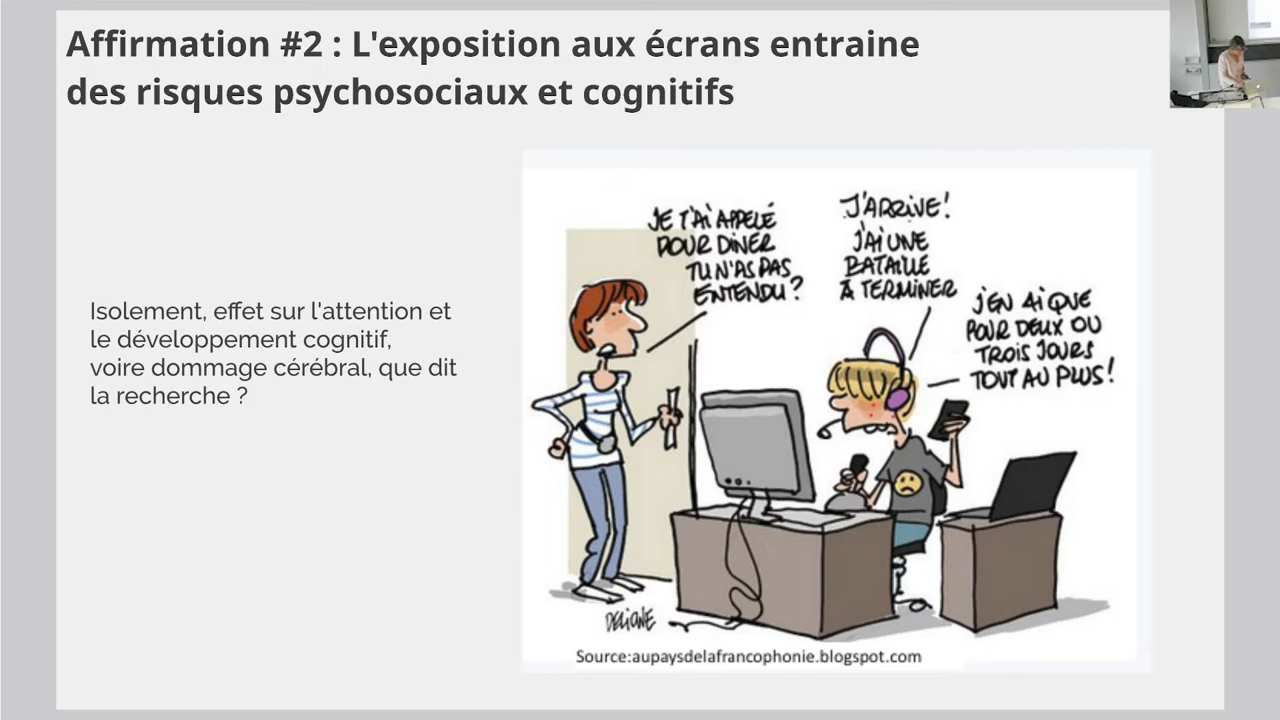 Affirmation #2 : L'exposition aux écrans entraine
des risques psychosociaux et cognitifs
Isolement, effet sur l'attention et
le développement cognitif,
voire dommage cérébral, que dit
la recherche ?
JE T'AI APPELÉ
POUR DINER
TU N'AS PAS
ENTENDU ?
J'ARRIVE !
J'AI UNE
BATAILLE
À TERMINER
J'EN AI QUE
POUR DEUX OU
TROIS JOURS
TOUT AU PLUS !
DELIGNE
Source:aupaysdelafrancophonie.blogspot.com